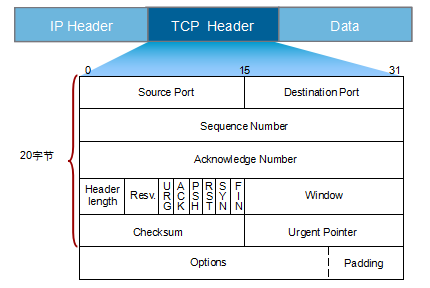 IP Header TCP Header Data
0 15 31
Source Port Destination Port
Sequence Number
20字节
Acknowledge Number
Header length Resv. URG ACK PSH RST SYN FIN Window
Checksum Urgent Pointer
Options Padding